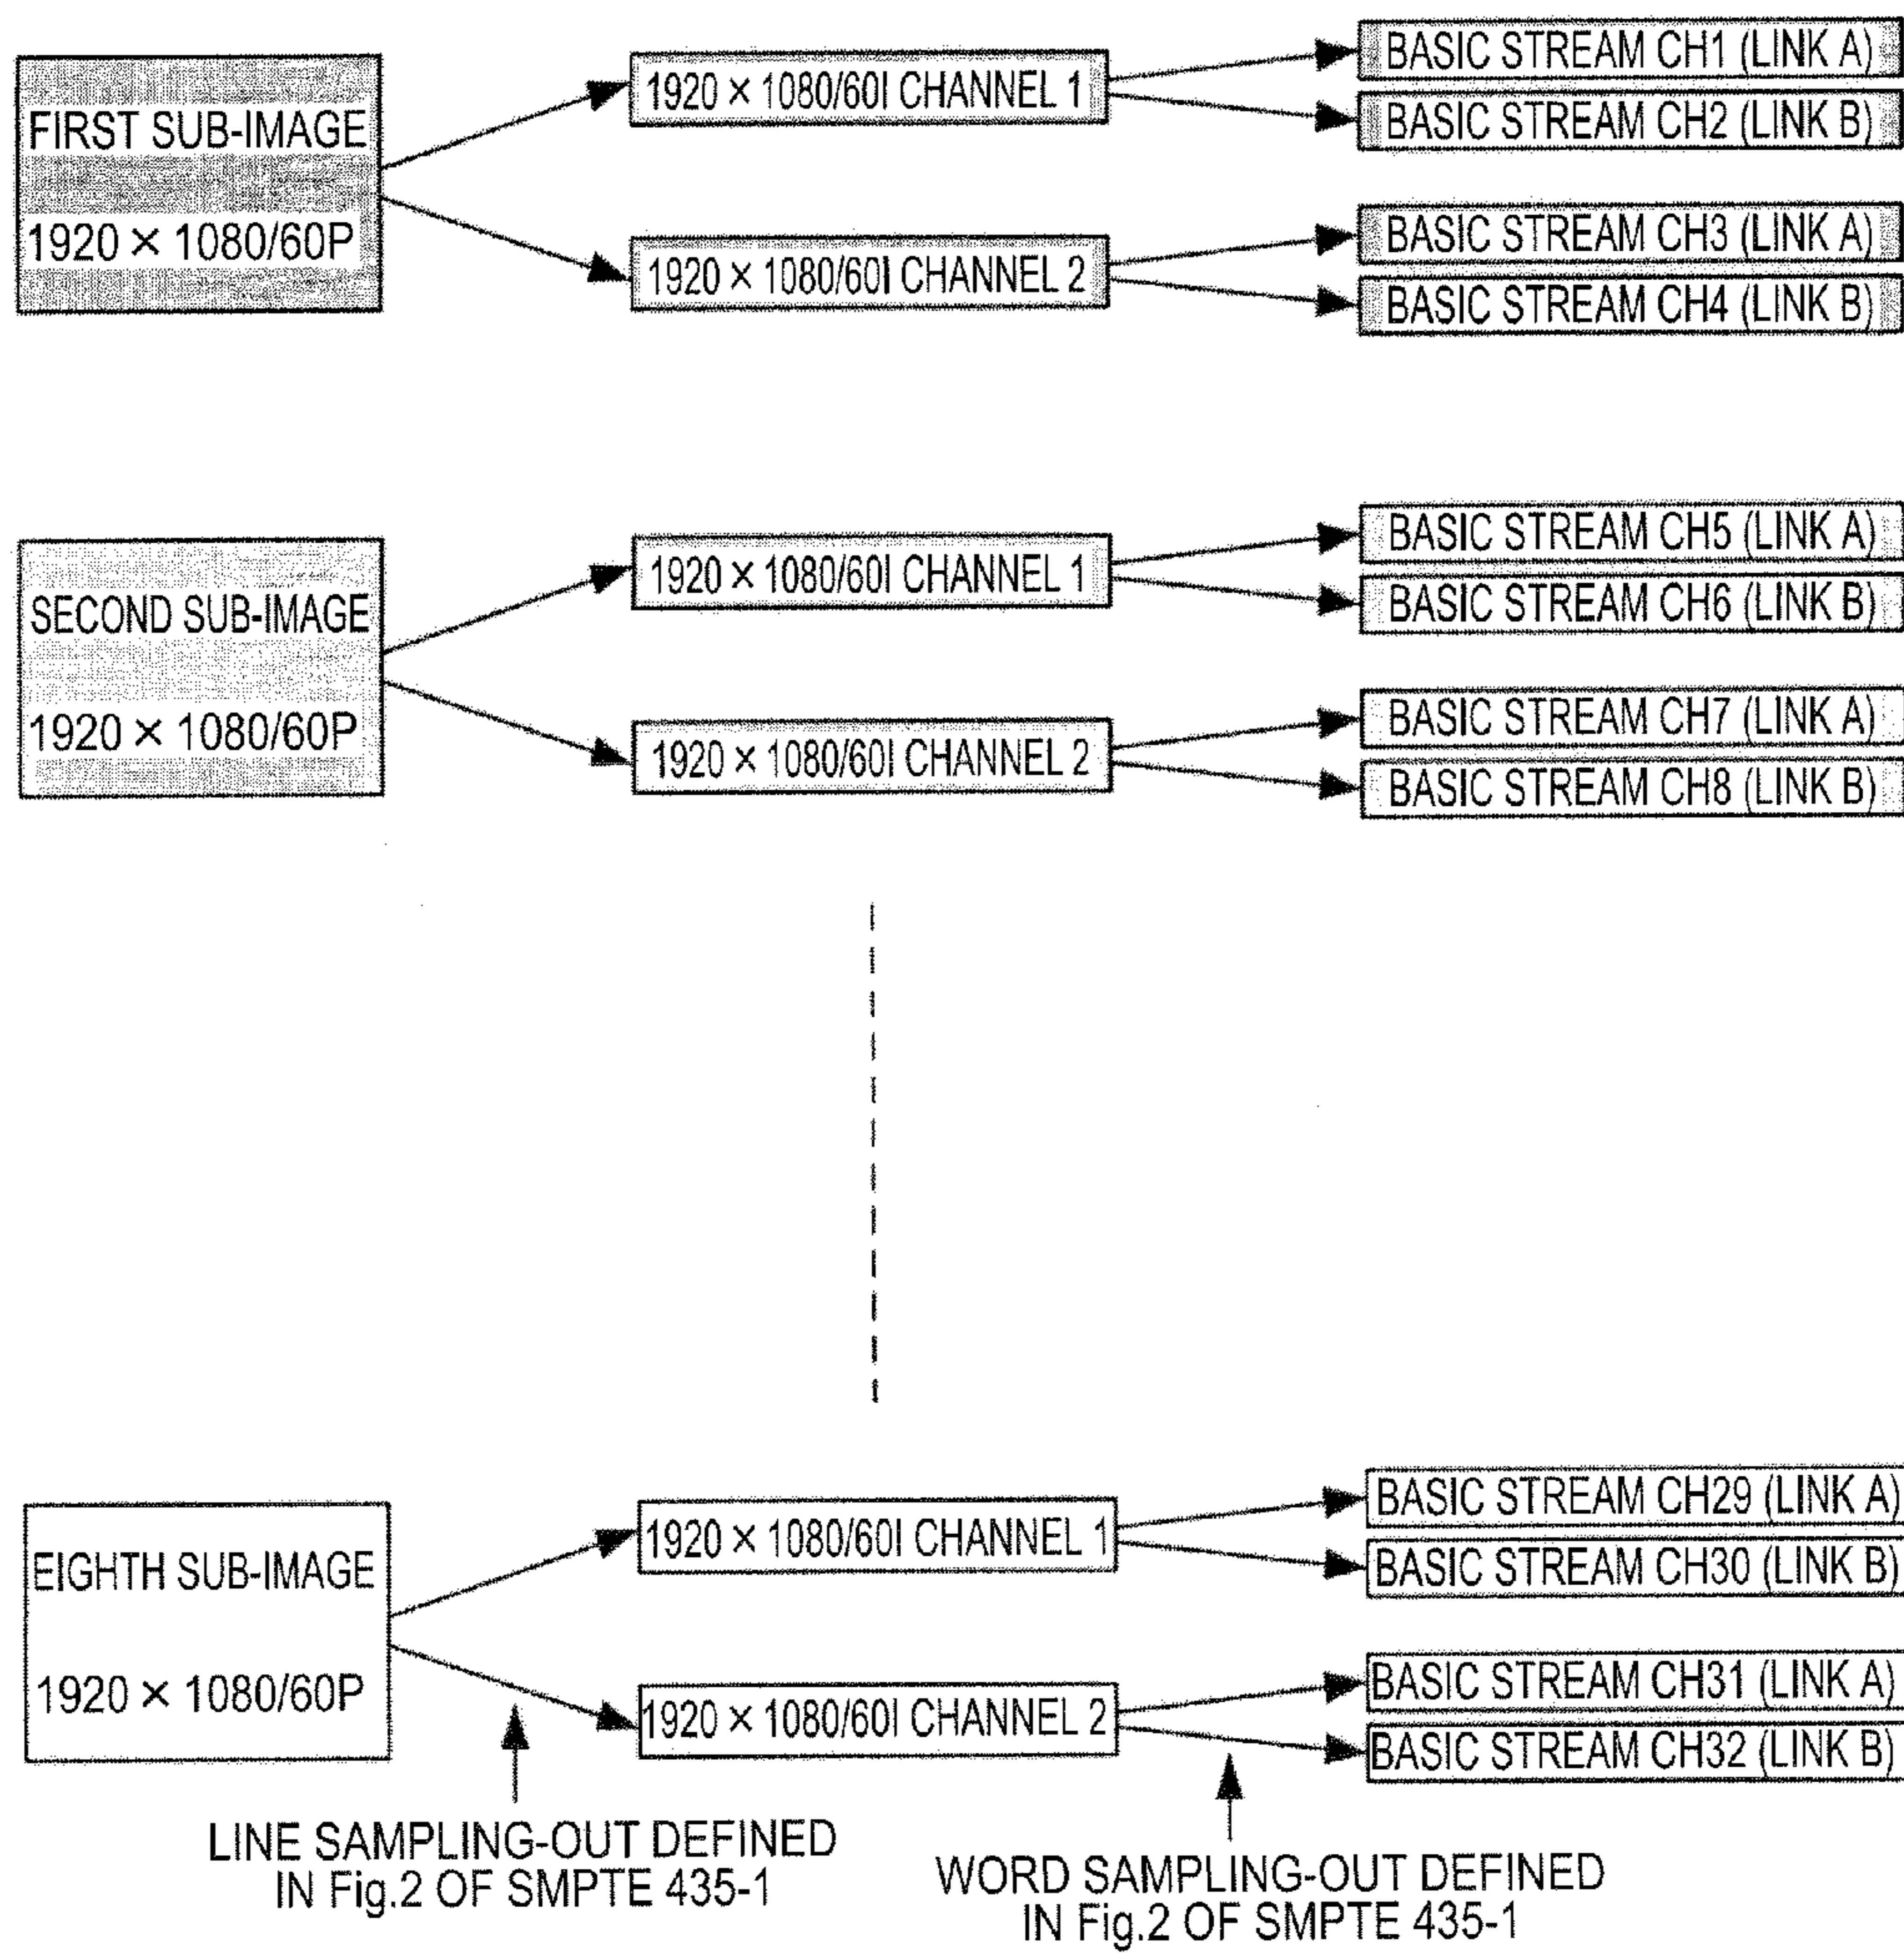 FIRST SUB-IMAGE
1920 × 1080/60P
1920 × 1080/60I CHANNEL 1
1920 × 1080/60I CHANNEL 2
BASIC STREAM CH1 (LINK A)
BASIC STREAM CH2 (LINK B)
BASIC STREAM CH3 (LINK A)
BASIC STREAM CH4 (LINK B)
SECOND SUB-IMAGE
1920 × 1080/60P
1920 × 1080/60I CHANNEL 1
1920 × 1080/60I CHANNEL 2
BASIC STREAM CH5 (LINK A)
BASIC STREAM CH6 (LINK B)
BASIC STREAM CH7 (LINK A)
BASIC STREAM CH8 (LINK B)
EIGHTH SUB-IMAGE
1920 × 1080/60P
1920 × 1080/60I CHANNEL 1
1920 × 1080/60I CHANNEL 2
BASIC STREAM CH29 (LINK A)
BASIC STREAM CH30 (LINK B)
BASIC STREAM CH31 (LINK A)
BASIC STREAM CH32 (LINK B)
LINE SAMPLING-OUT DEFINED
IN Fig.2 OF SMPTE 435-1
WORD SAMPLING-OUT DEFINED
IN Fig.2 OF SMPTE 435-1